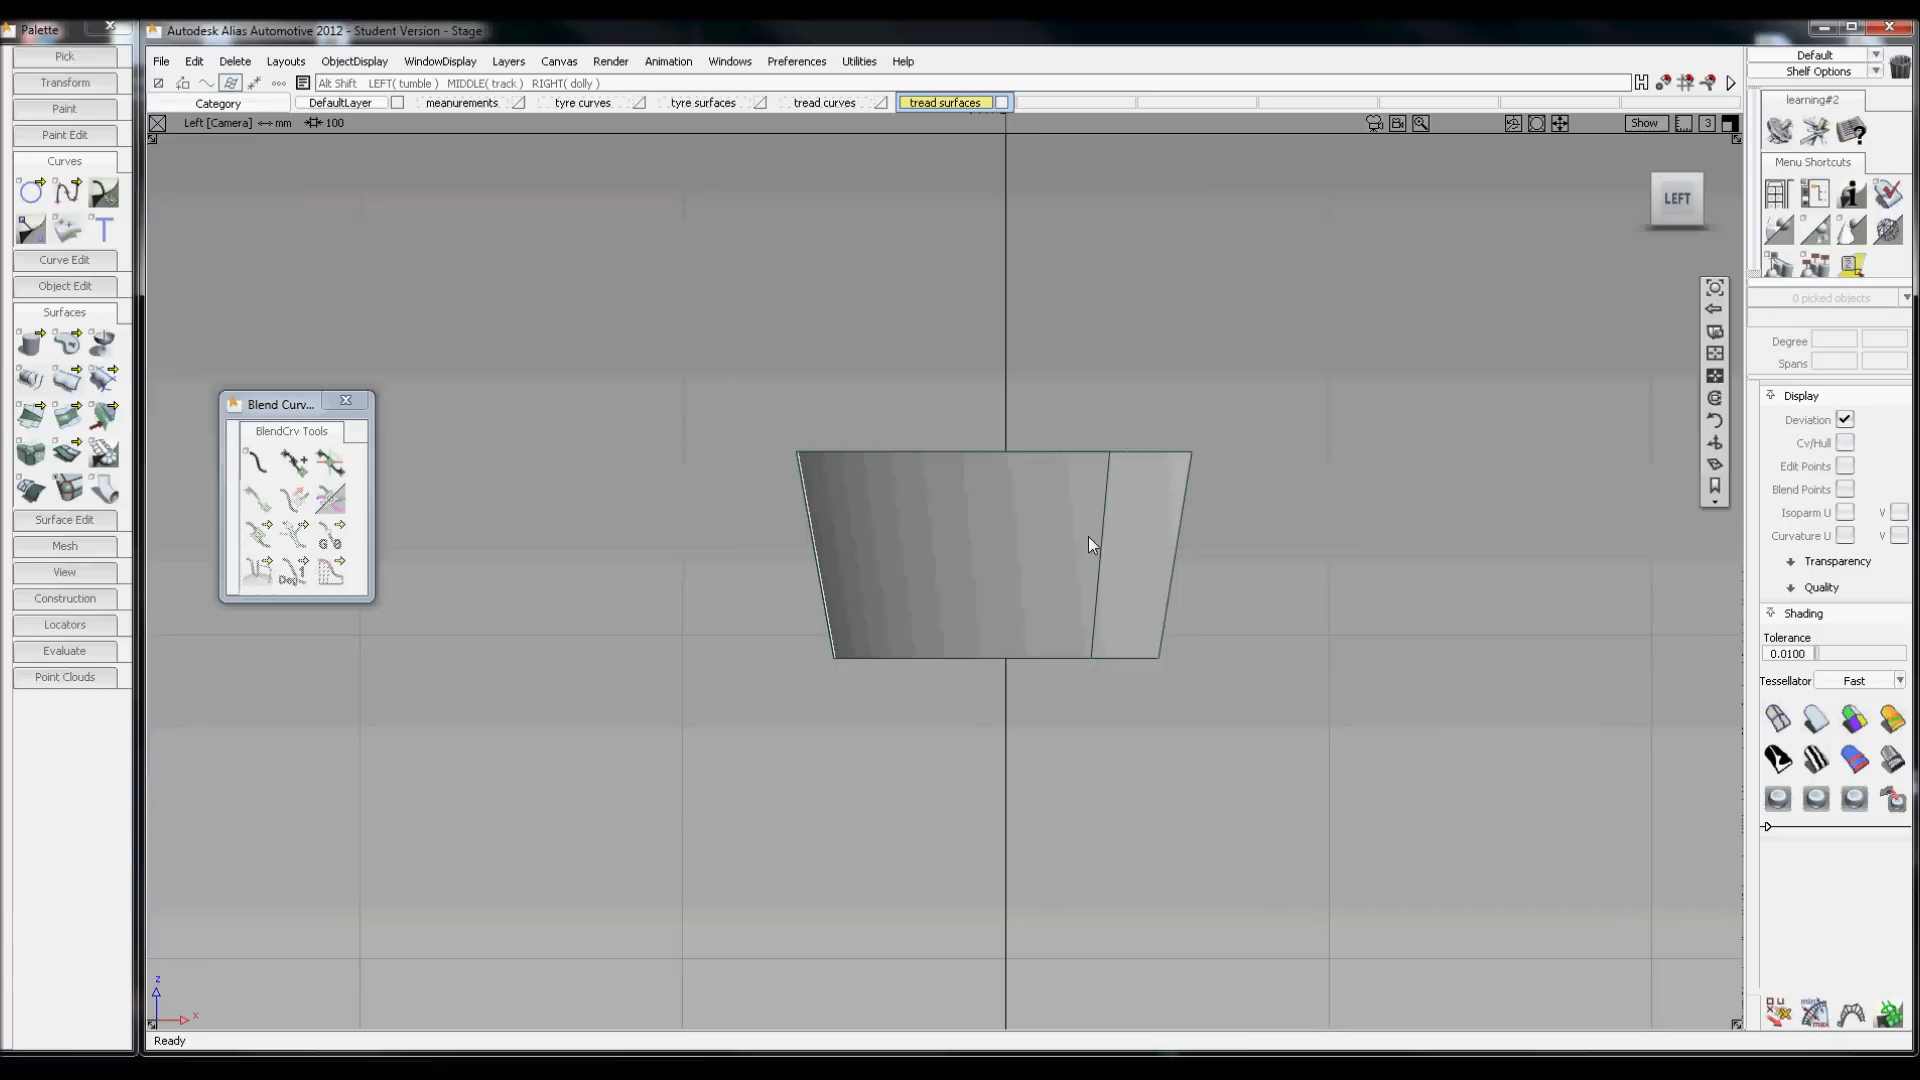 Palette
Autodesk Alias Automotive 2012 - Student Version - Stage
Pick
Transform
Paint
Paint Edit
Curves
Curve Edit
Object Edit
Surfaces
Surface Edit
Mesh
View
Construction
Locators
Evaluate
Point Clouds
File Edit Delete Layouts ObjectDisplay WindowDisplay Layers Canvas Render Animation Windows Preferences Utilities Help
Alt Shift LEFT( tumble ) MIDDLE( track ) RIGHT( dolly )
Category DefaultLayer meanurements tyre curves tyre surfaces tread curves tread surfaces
Left [Camera] <-> mm 100
Show
3
LEFT
Blend Curv...
BlendCrv Tools
G 0
Deg
z
x
Ready
Default
Shelf Options
learning#2
Menu Shortcuts
0 picked objects
Degree
Spans
Display
Deviation
Cv/Hull
Edit Points
Blend Points
Isoparm U V
Curvature U V
Transparency
Quality
Shading
Tolerance
0.0100
Tessellator Fast